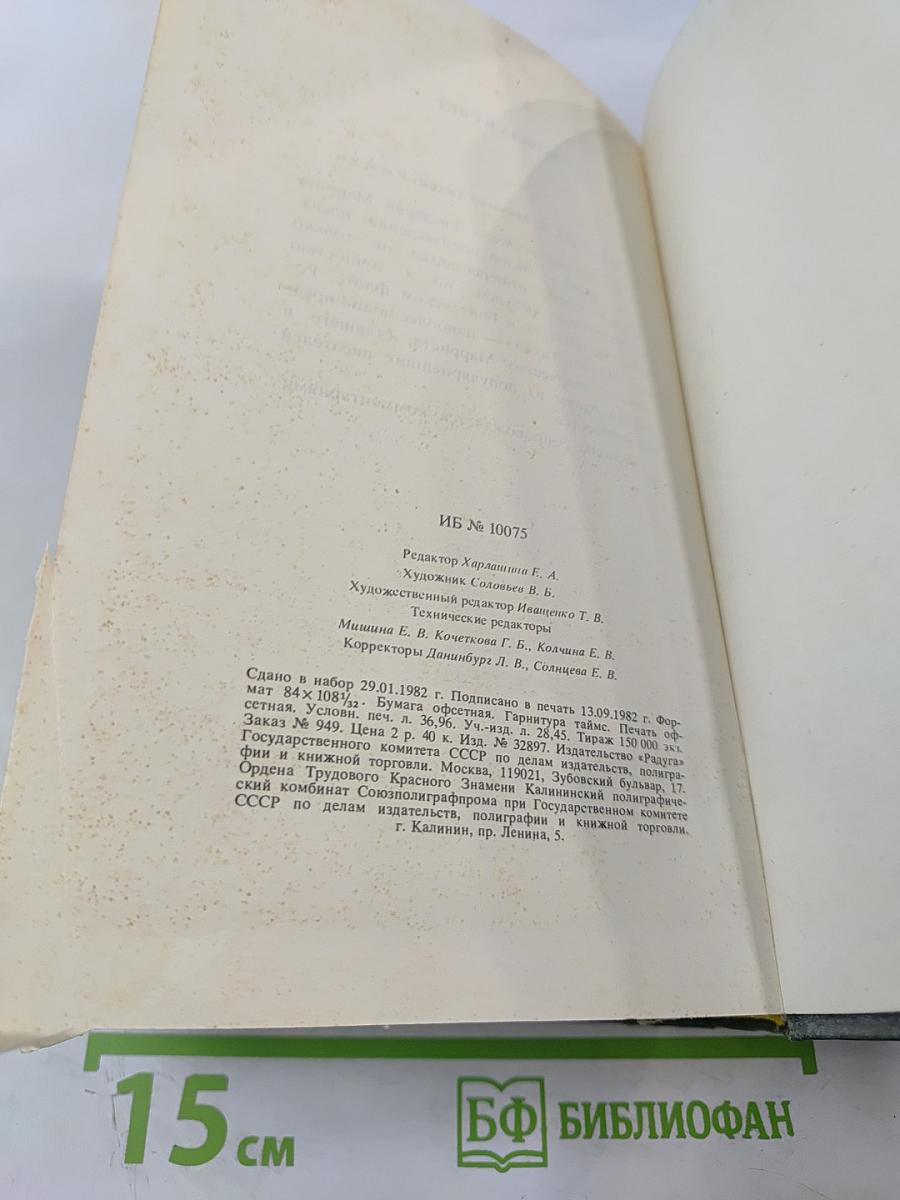 ИБ № 10075
Редактор Харлашина Е. А.
Художник Соловьев В. Б.
Художественный редактор Иващенко Т. В.
Технические редакторы
Мишина Е. В. Кочеткова Г. Б., Колчина Е. В.
Корректоры Данинбург Л. В., Солнцева Е. В.
Сдано в набор 29.01.1982 г. Подписано в печать 13.09.1982 г. Фор-
мат 84×108 1/32. Бумага офсетная. Гарнитура таймс. Печать оф-
сетная. Условн. печ. л. 36,96. Уч.-изд. л. 28,45. Тираж 150 000 экз.
Заказ № 949. Цена 2 р. 40 к. Изд. № 32897. Издательство «Радуга»
Государственного комитета СССР по делам издательств, полигра-
фии и книжной торговли. Москва, 119021, Зубовский бульвар, 17.
Ордена Трудового Красного Знамени Калининский полиграфиче-
ский комбинат Союзполиграфпрома при Государственном комитете
СССР по делам издательств, полиграфии и книжной торговли.
г. Калинин, пр. Ленина, 5.
15 см
БФ БИБЛИОФАН